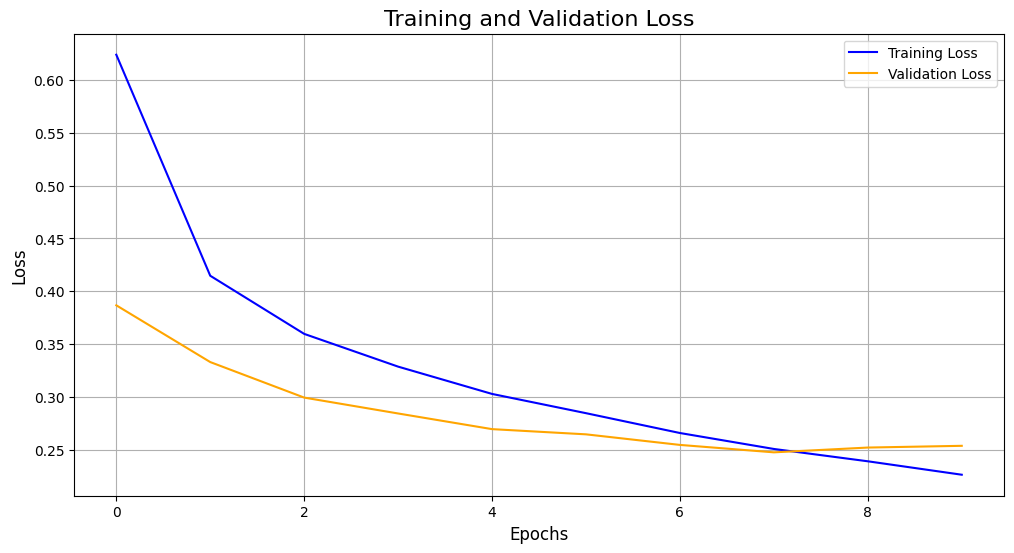 Training and Validation Loss
Training Loss
Validation Loss
0.60
0.55
0.50
0.45
0.40
0.35
0.30
0.25
Loss
0 2 4 6 8
Epochs